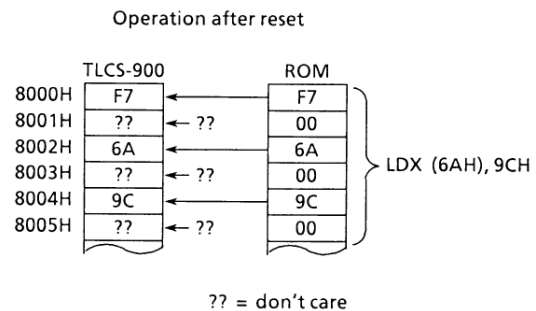 Operation after reset
TLCS-900 ROM
8000H F7 F7
8001H ?? ?? 00
8002H 6A 6A
8003H ?? ?? 00 LDX (6AH), 9CH
8004H 9C 9C
8005H ?? ?? 00
?? = don't care